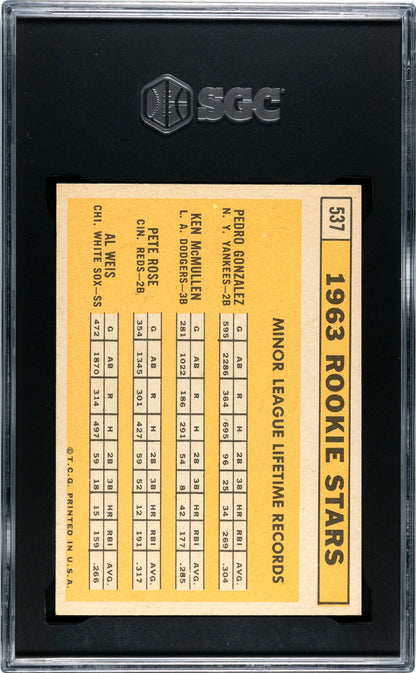 SGC
537
1963 ROOKIE STARS
MINOR LEAGUE LIFETIME RECORDS
PEDRO GONZALEZ
N. Y. YANKEES—2B
G AB R H 2B 3B HR RBI AVG.
595 2286 364 695 96 25 34 269 .304
KEN McMULLEN
L. A. DODGERS—3B
G AB R H 2B 3B HR RBI AVG.
281 1022 186 291 54 8 42 177 .285
PETE ROSE
CIN. REDS—2B
G AB R H 2B 3B HR RBI AVG.
354 1345 301 427 59 52 12 191 .317
AL WEIS
CHI. WHITE SOX—SS
G AB R H 2B 3B HR RBI AVG.
472 1870 314 497 59 18 15 159 .266
©T.C.G. PRINTED IN U.S.A.